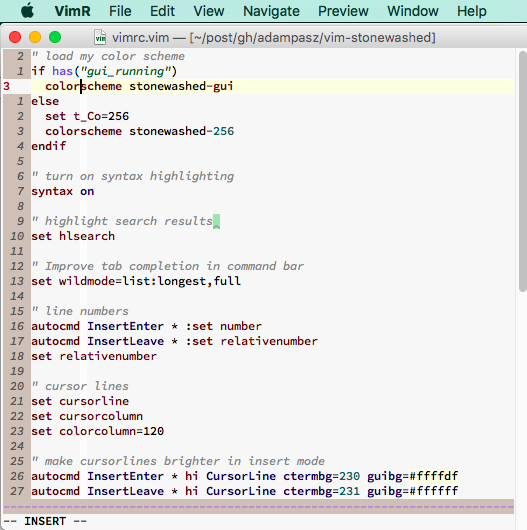 VimR File Edit View Navigate Preview Window Help
vimrc.vim — [~/post/gh/adampasz/vim-stonewashed]
2 " load my color scheme
1 if has("gui_running")
3   colorscheme stonewashed-gui
1 else
2   set t_Co=256
3   colorscheme stonewashed-256
4 endif
5
6 " turn on syntax highlighting
7 syntax on
8
9 " highlight search results
10 set hlsearch
11
12 " Improve tab completion in command bar
13 set wildmode=list:longest,full
14
15 " line numbers
16 autocmd InsertEnter * :set number
17 autocmd InsertLeave * :set relativenumber
18 set relativenumber
19
20 " cursor lines
21 set cursorline
22 set cursorcolumn
23 set colorcolumn=120
24
25 " make cursorlines brighter in insert mode
26 autocmd InsertEnter * hi CursorLine ctermbg=230 guibg=#ffffdf
27 autocmd InsertLeave * hi CursorLine ctermbg=231 guibg=#ffffff
-- INSERT --